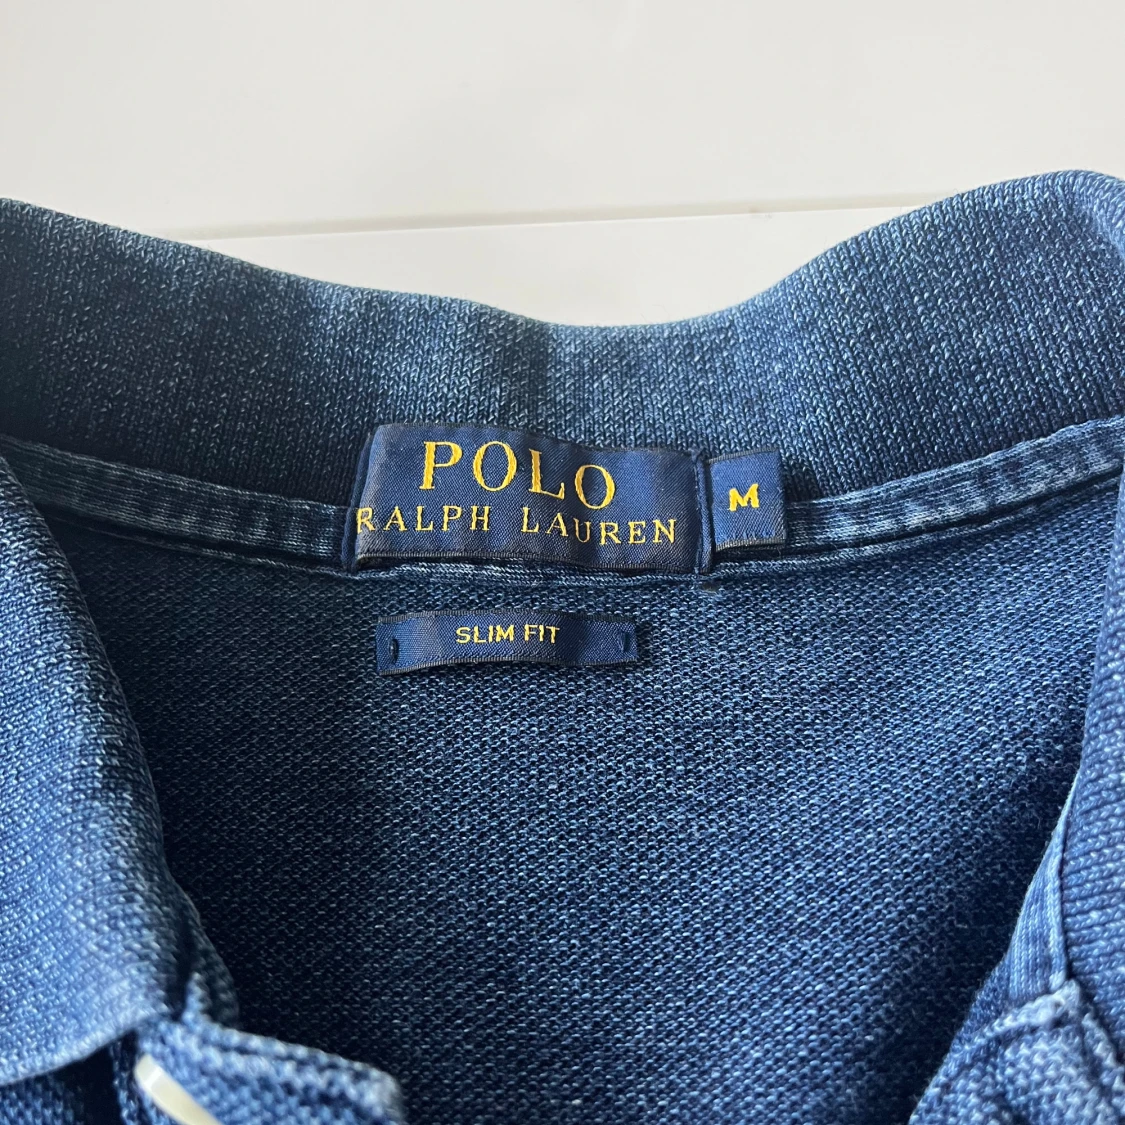 POLO
RALPH LAUREN
M
SLIM FIT